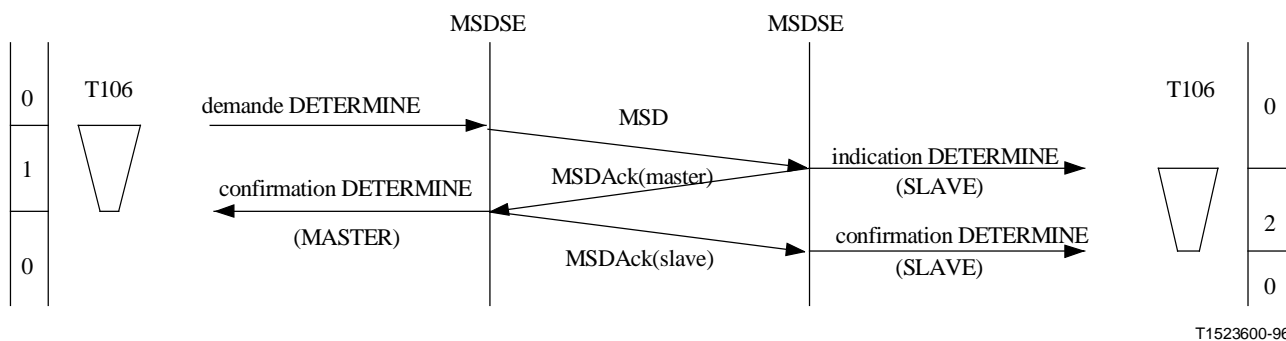 MSDSE
MSDSE
0
T106
demande DETERMINE
MSD
T106
0
1
confirmation DETERMINE
MSDAck(master)
indication DETERMINE
(SLAVE)
(MASTER)
MSDAck(slave)
confirmation DETERMINE
(SLAVE)
2
0
0
T1523600-96